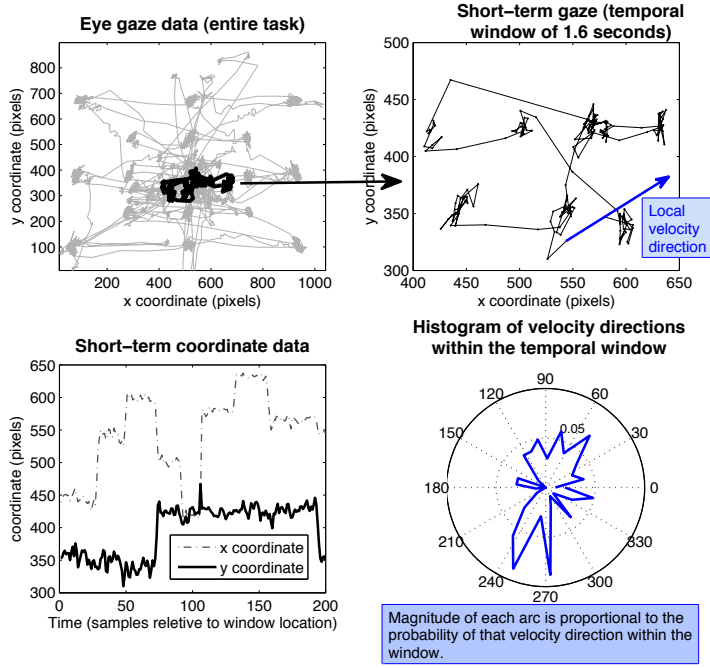 Eye gaze data (entire task)
y coordinate (pixels)
800
700
600
500
400
300
200
100
200
400
600
800
1000
x coordinate (pixels)
Short−term gaze (temporal
window of 1.6 seconds)
y coordinate (pixels)
500
450
400
350
300
400
450
500
550
600
650
x coordinate (pixels)
Local
velocity
direction
Short−term coordinate data
coordinate (pixels)
650
600
550
500
450
400
350
300
x coordinate
y coordinate
0
50
100
150
200
Time (samples reletive to window location)
Histogram of velocity directions
within the temporal window
90
120
60
150
30
0.05
180
0
210
330
240
300
270
Magnitude of each arc is proportional to the
probability of that velocity direction within the
window.